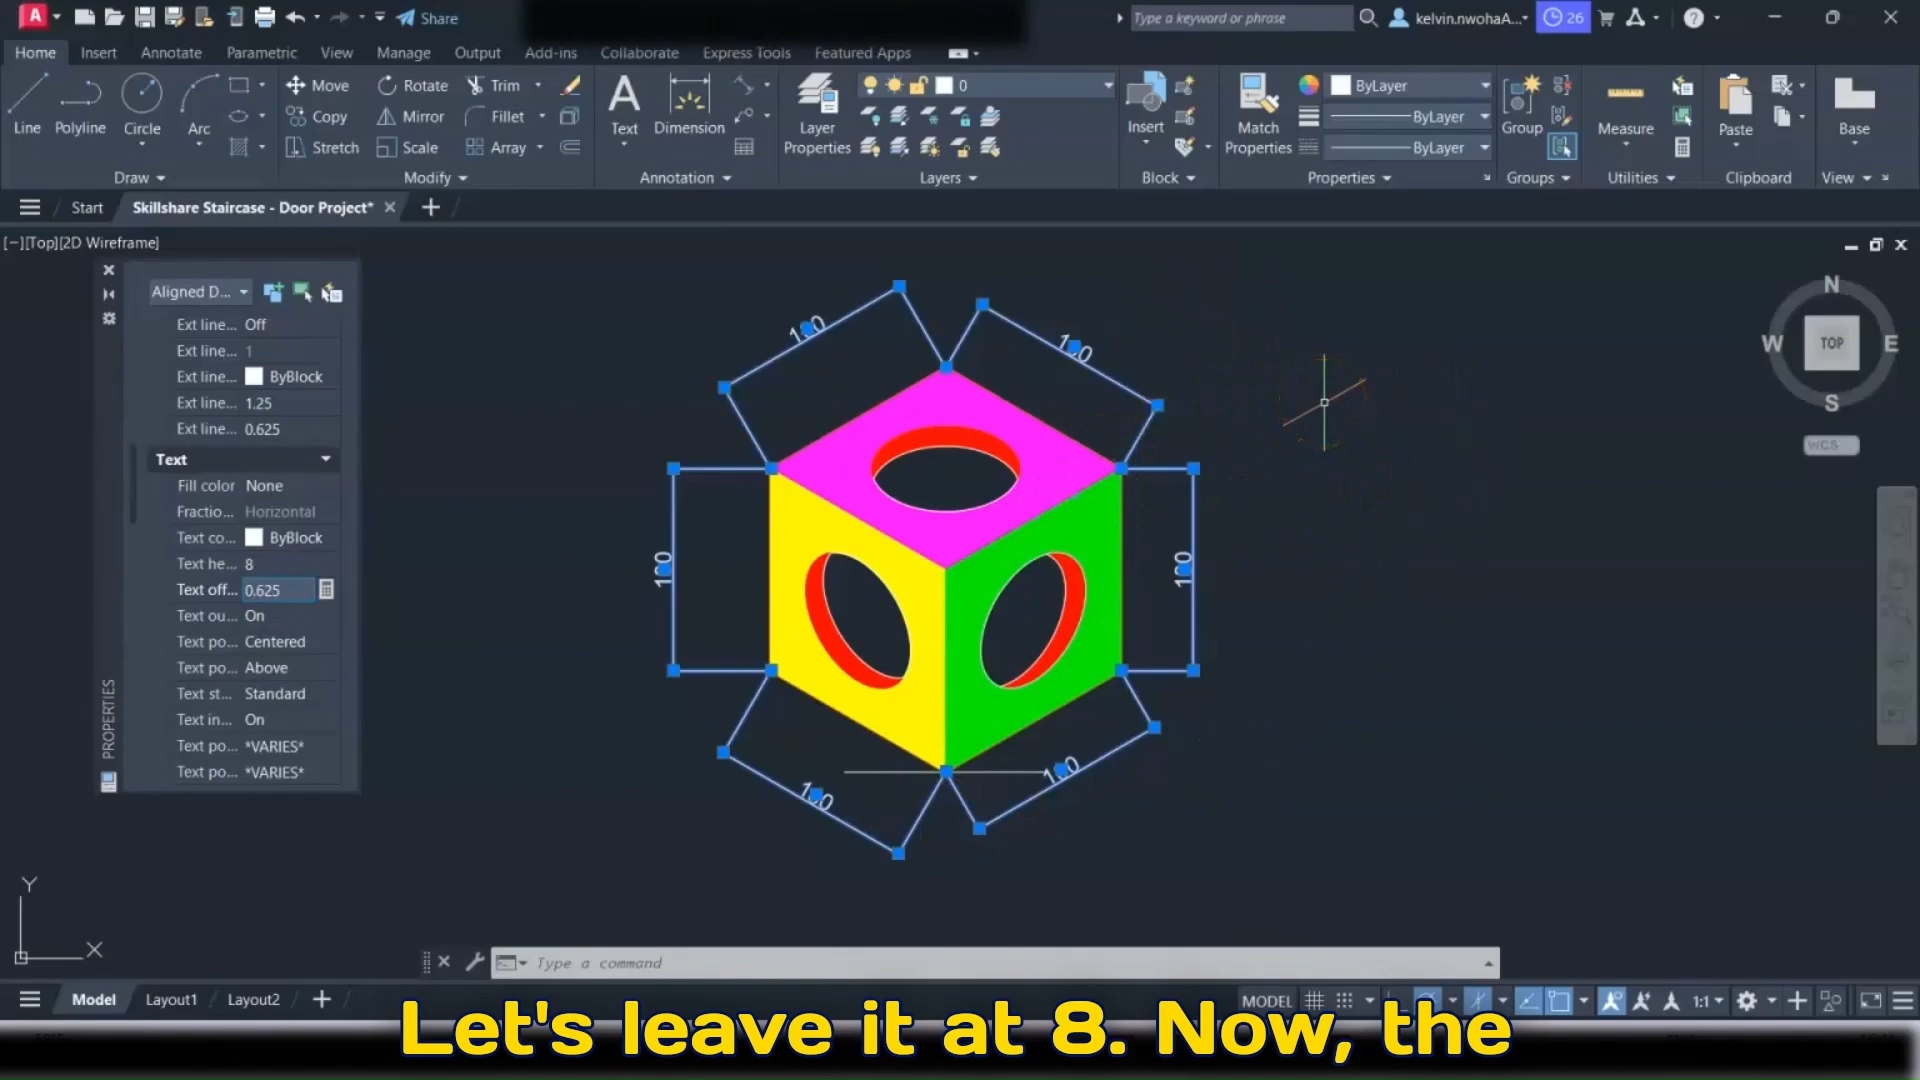 Share
Type a keyword or phrase
kelvin.nwohaA...
26
Home Insert Annotate Parametric View Manage Output Add-ins Collaborate Express Tools Featured Apps
Line Polyline Circle Arc
Move Rotate Trim
Copy Mirror Fillet
Stretch Scale Array
Text Dimension
Layer Properties
0
Insert
Match Properties
ByLayer
ByLayer
ByLayer
Group
Measure
Paste
Base
Draw Modify Annotation Layers Block Properties Groups Utilities Clipboard View
Start Skillshare Staircase - Door Project*
[−][Top][2D Wireframe]
Aligned D...
Ext line... Off
Ext line... 1
Ext line... ByBlock
Ext line... 1.25
Ext line... 0.625
Text
Fill color None
Fractio... Horizontal
Text co... ByBlock
Text he... 8
Text off... 0.625
Text ou... On
Text po... Centered
Text po... Above
Text st... Standard
Text in... On
Text po... *VARIES*
Text po... *VARIES*
PROPERTIES
100
100
100
100
100
100
N
W TOP E
S
WCS
Y
X
Type a command
Model Layout1 Layout2
MODEL
1:1
Let's leave it at 8. Now, the